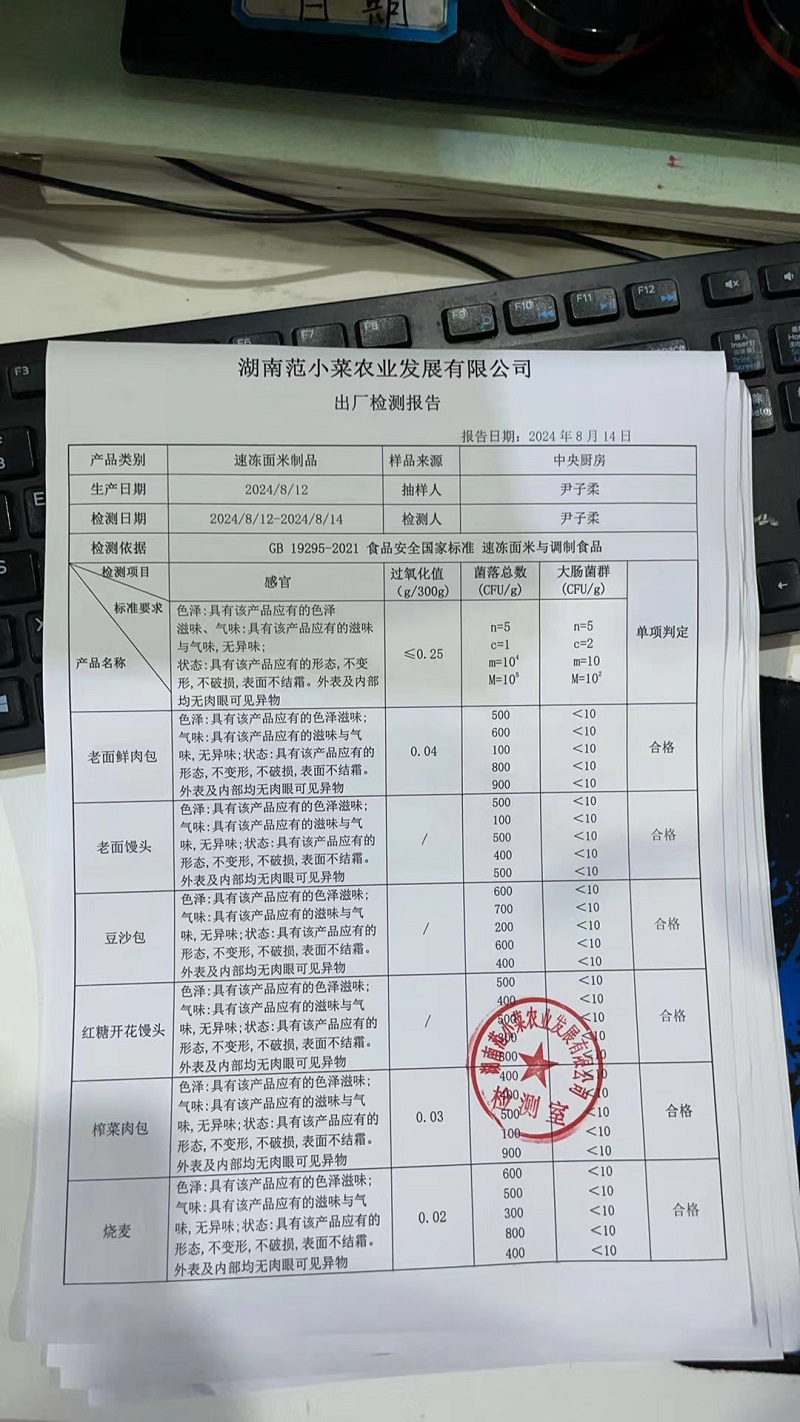 F3
F6
F7
F8
F9
F10
F11
F12
湖南范小菜农业发展有限公司
出厂检测报告
报告日期: 2024 年 8 月 14 日
产品类别 速冻面米制品 样品来源 中央厨房
生产日期 2024/8/12 抽样人 尹子柔
检测日期 2024/8/12-2024/8/14 检测人 尹子柔
检测依据 GB 19295-2021 食品安全国家标准 速冻面米与调制食品
检测项目
标准要求
产品名称
感官
过氧化值
(g/300g)
菌落总数
(CFU/g)
大肠菌群
(CFU/g)
单项判定
色泽:具有该产品应有的色泽
滋味、气味:具有该产品应有的滋味
与气味,无异味;
状态:具有该产品应有的形态,不变
形,不破损,表面不结霜。外表及内部
均无肉眼可见异物
≤0.25
n=5
c=1
m=10⁴
M=10⁵
n=5
c=2
m=10
M=10²
老面鲜肉包
色泽:具有该产品应有的色泽滋味;
气味:具有该产品应有的滋味与气
味,无异味;状态:具有该产品应有的
形态,不变形,不破损,表面不结霜。
外表及内部均无肉眼可见异物
0.04
500
600
100
800
900
<10
<10
<10
<10
<10
合格
老面馒头
色泽:具有该产品应有的色泽滋味;
气味:具有该产品应有的滋味与气
味,无异味;状态:具有该产品应有的
形态,不变形,不破损,表面不结霜。
外表及内部均无肉眼可见异物
/
500
100
500
400
500
<10
<10
<10
<10
<10
合格
豆沙包
色泽:具有该产品应有的色泽滋味;
气味:具有该产品应有的滋味与气
味,无异味;状态:具有该产品应有的
形态,不变形,不破损,表面不结霜。
外表及内部均无肉眼可见异物
/
600
700
200
600
400
<10
<10
<10
<10
<10
合格
红糖开花馒头
色泽:具有该产品应有的色泽滋味;
气味:具有该产品应有的滋味与气
味,无异味;状态:具有该产品应有的
形态,不变形,不破损,表面不结霜。
外表及内部均无肉眼可见异物
/
500
400
500
<10
<10
<10
<10
<10
合格
榨菜肉包
色泽:具有该产品应有的色泽滋味;
气味:具有该产品应有的滋味与气
味,无异味;状态:具有该产品应有的
形态,不变形,不破损,表面不结霜。
外表及内部均无肉眼可见异物
0.03
400
500
100
900
<10
<10
<10
<10
<10
合格
烧麦
色泽:具有该产品应有的色泽滋味;
气味:具有该产品应有的滋味与气
味,无异味;状态:具有该产品应有的
形态,不变形,不破损,表面不结霜。
外表及内部均无肉眼可见异物
0.02
600
500
300
800
400
<10
<10
<10
<10
<10
合格
湖南范小菜农业发展有限公司
检测室